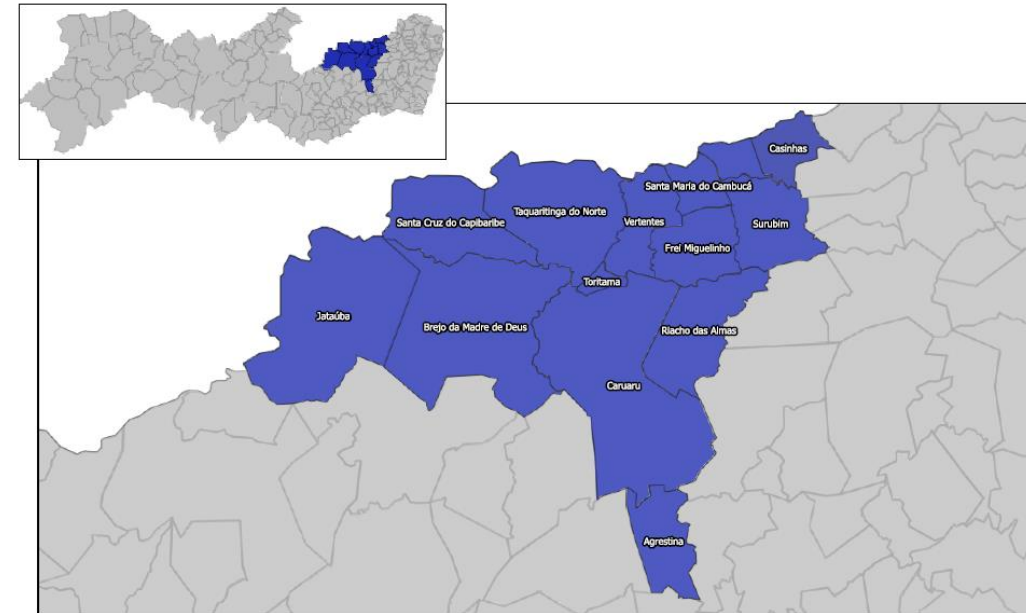 Casinhas
Santa Maria do Cambucá
Taquaritinga do Norte
Santa Cruz do Capibaribe
Vertentes
Surubim
Frei Miguelinho
Toritama
Jataúba
Brejo da Madre de Deus
Riacho das Almas
Caruaru
Agrestina